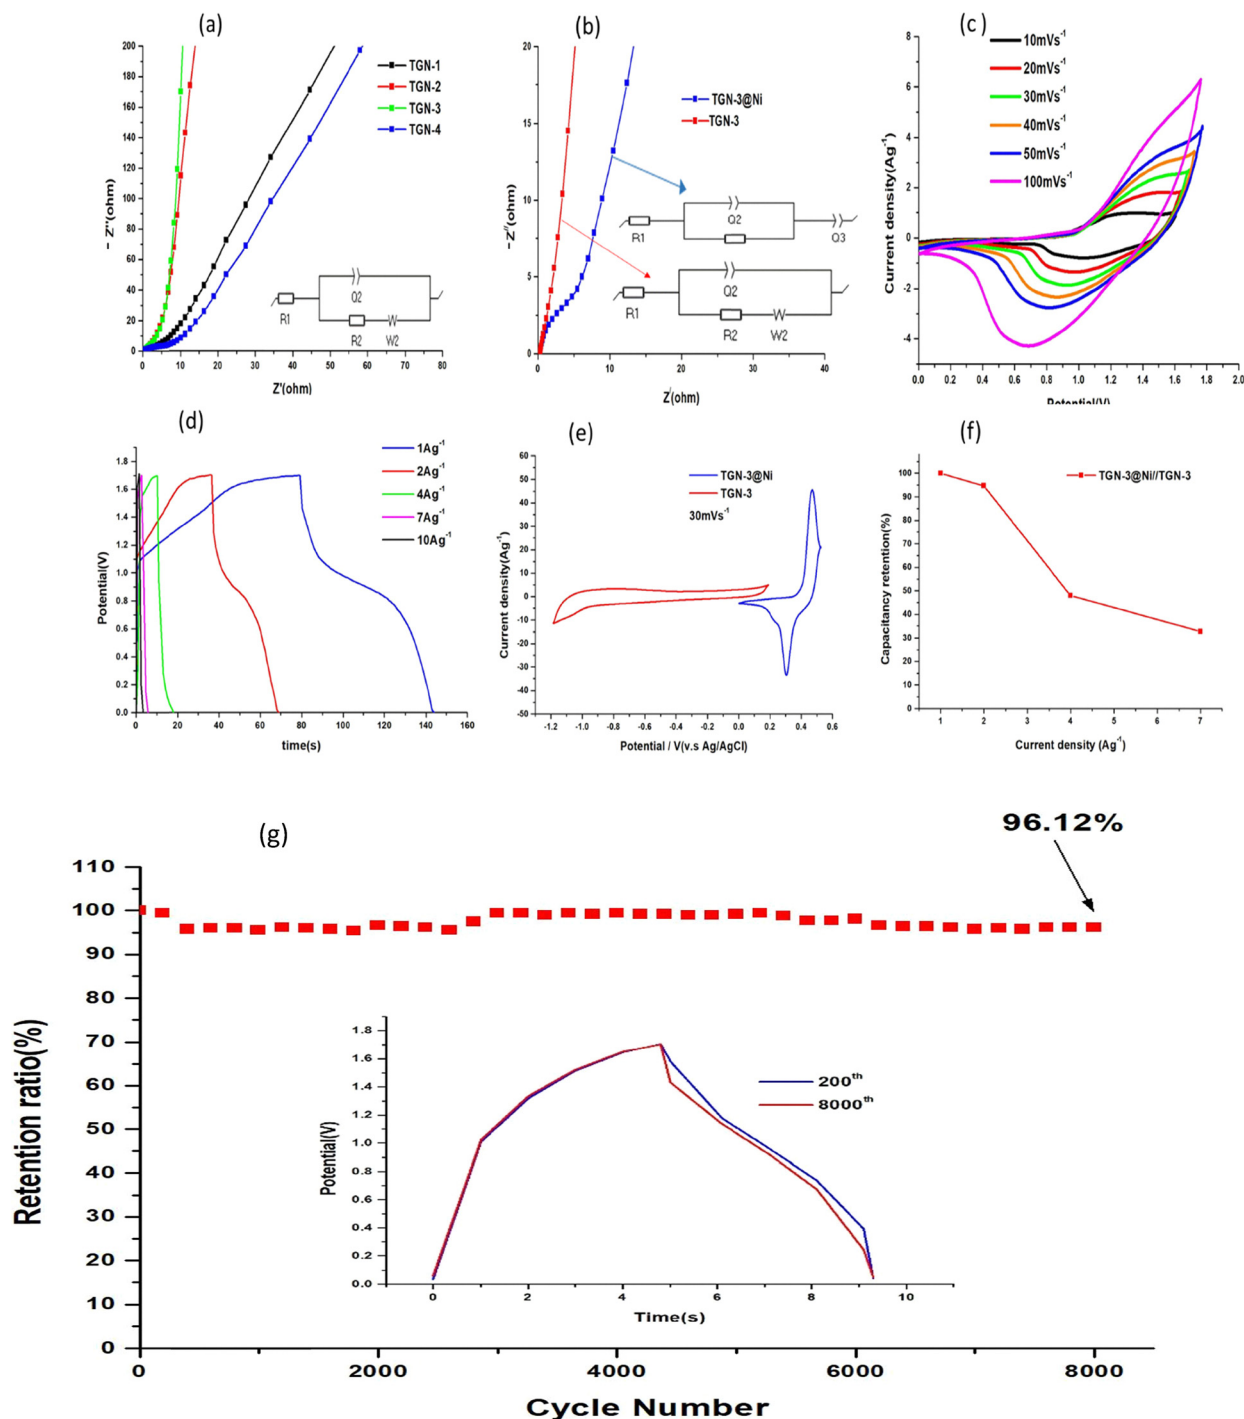 (a)
200
180
160
140
120
100
80
60
40
20
0
− Z''(ohm)
TGN-1
TGN-2
TGN-3
TGN-4
R1
Q2
R2
W2
0 10 20 30 40 50 60 70 80
Z'(ohm)
(b)
20
15
10
5
0
−Z''(ohm)
TGN-3@Ni
TGN-3
R1
Q2
Q3
R1
Q2
R2
W2
0 10 20 30 40
Z'(ohm)
(c)
8
6
4
2
0
-2
-4
Current density(Ag-1)
10mVs-1
20mVs-1
30mVs-1
40mVs-1
50mVs-1
100mVs-1
0.0 0.2 0.4 0.6 0.8 1.0 1.2 1.4 1.6 1.8 2.0
Potential(V)
(d)
1.8
1.6
1.4
1.2
1.0
0.8
0.6
0.4
0.2
0.0
Potential(V)
1Ag-1
2Ag-1
4Ag-1
7Ag-1
10Ag-1
0 20 40 60 80 100 120 140 160
time(s)
(e)
60
50
40
30
20
10
0
-10
-20
-30
-40
-50
Current density(Ag-1)
TGN-3@Ni
TGN-3
30mVs-1
-1.2 -1.0 -0.8 -0.6 -0.4 -0.2 0.0 0.2 0.4 0.6
Potential / V(v.s Ag/AgCl)
(f)
100
90
80
70
60
50
40
30
20
10
0
Capacitancy retention(%)
TGN-3@Ni//TGN-3
1 2 3 4 5 6 7
Current density (Ag-1)
(g)
96.12%
110
100
90
80
70
60
50
40
30
20
10
0
Retention ratio(%)
1.8
1.6
1.4
1.2
1.0
0.8
0.6
0.4
0.2
0.0
Potential(V)
200th
8000th
0 2 4 6 8 10
Time(s)
0 2000 4000 6000 8000
Cycle Number